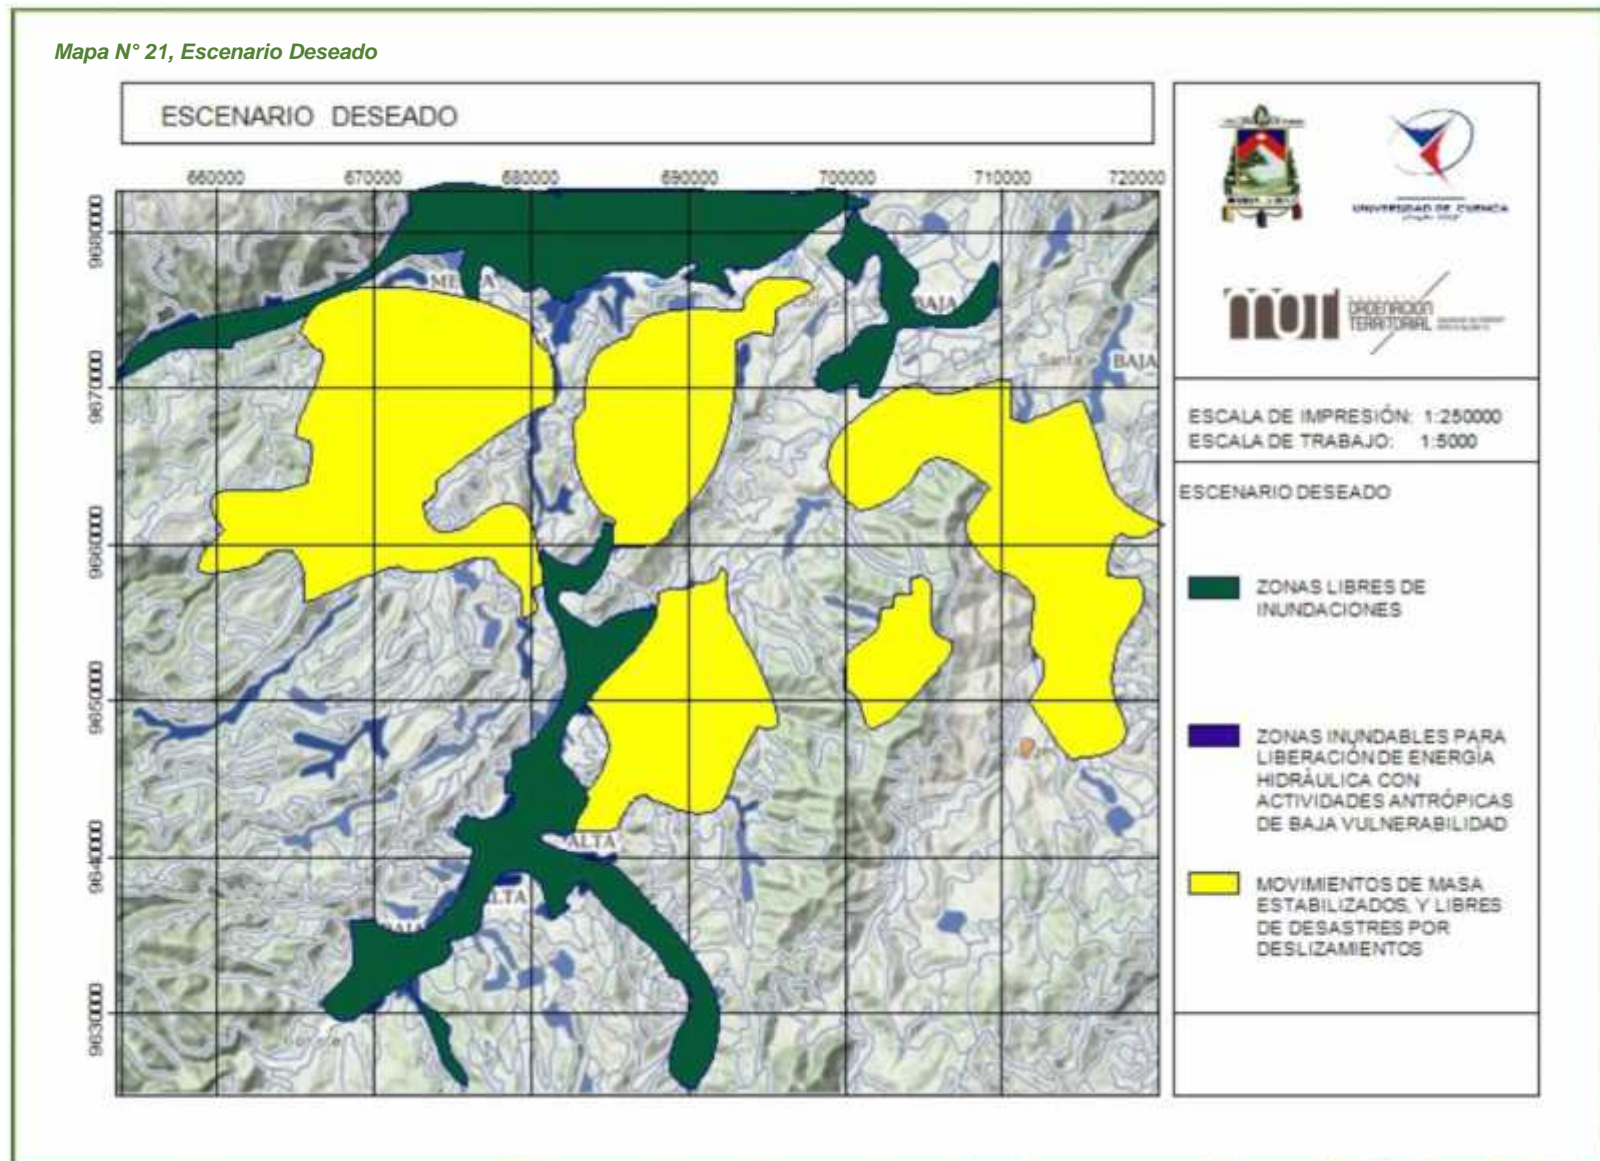 Mapa N° 21, Escenario Deseado
ESCENARIO DESEADO
660000 670000 680000 690000 700000 710000 720000
9680000
9670000
9660000
9650000
9640000
9630000
BAJA
Santa
BAJA
ALTA
UNIVERSIDAD DE CUENCA
MOT
ORDENACION
TERRITORIAL
ESCALA DE IMPRESIÓN: 1:250000
ESCALA DE TRABAJO: 1:5000
ESCENARIO DESEADO
ZONAS LIBRES DE
INUNDACIONES
ZONAS INUNDABLES PARA
LIBERACIÓN DE ENERGÍA
HIDRÁULICA CON
ACTIVIDADES ANTRÓPICAS
DE BAJA VULNERABILIDAD
MOVIMIENTOS DE MASA
ESTABILIZADOS, Y LIBRES
DE DESASTRES POR
DESLIZAMIENTOS